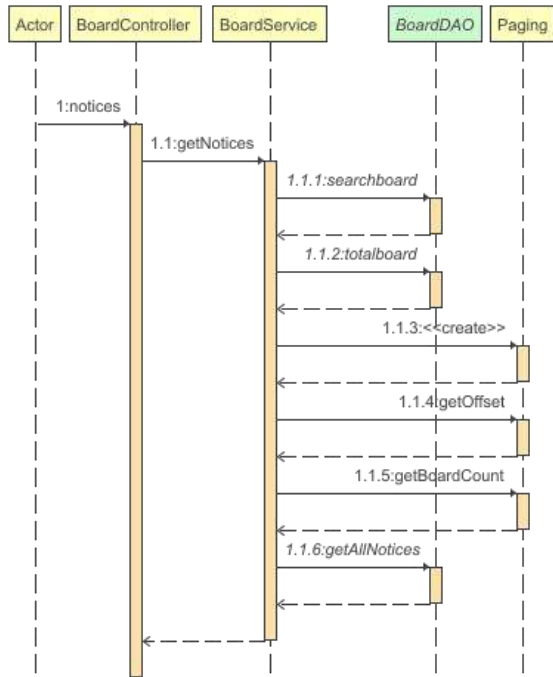 Actor
BoardController
BoardService
BoardDAO
Paging
1:notices
1.1:getNotices
1.1.1:searchboard
1.1.2:totalboard
1.1.3:<<create>>
1.1.4:getOffset
1.1.5:getBoardCount
1.1.6:getAllNotices